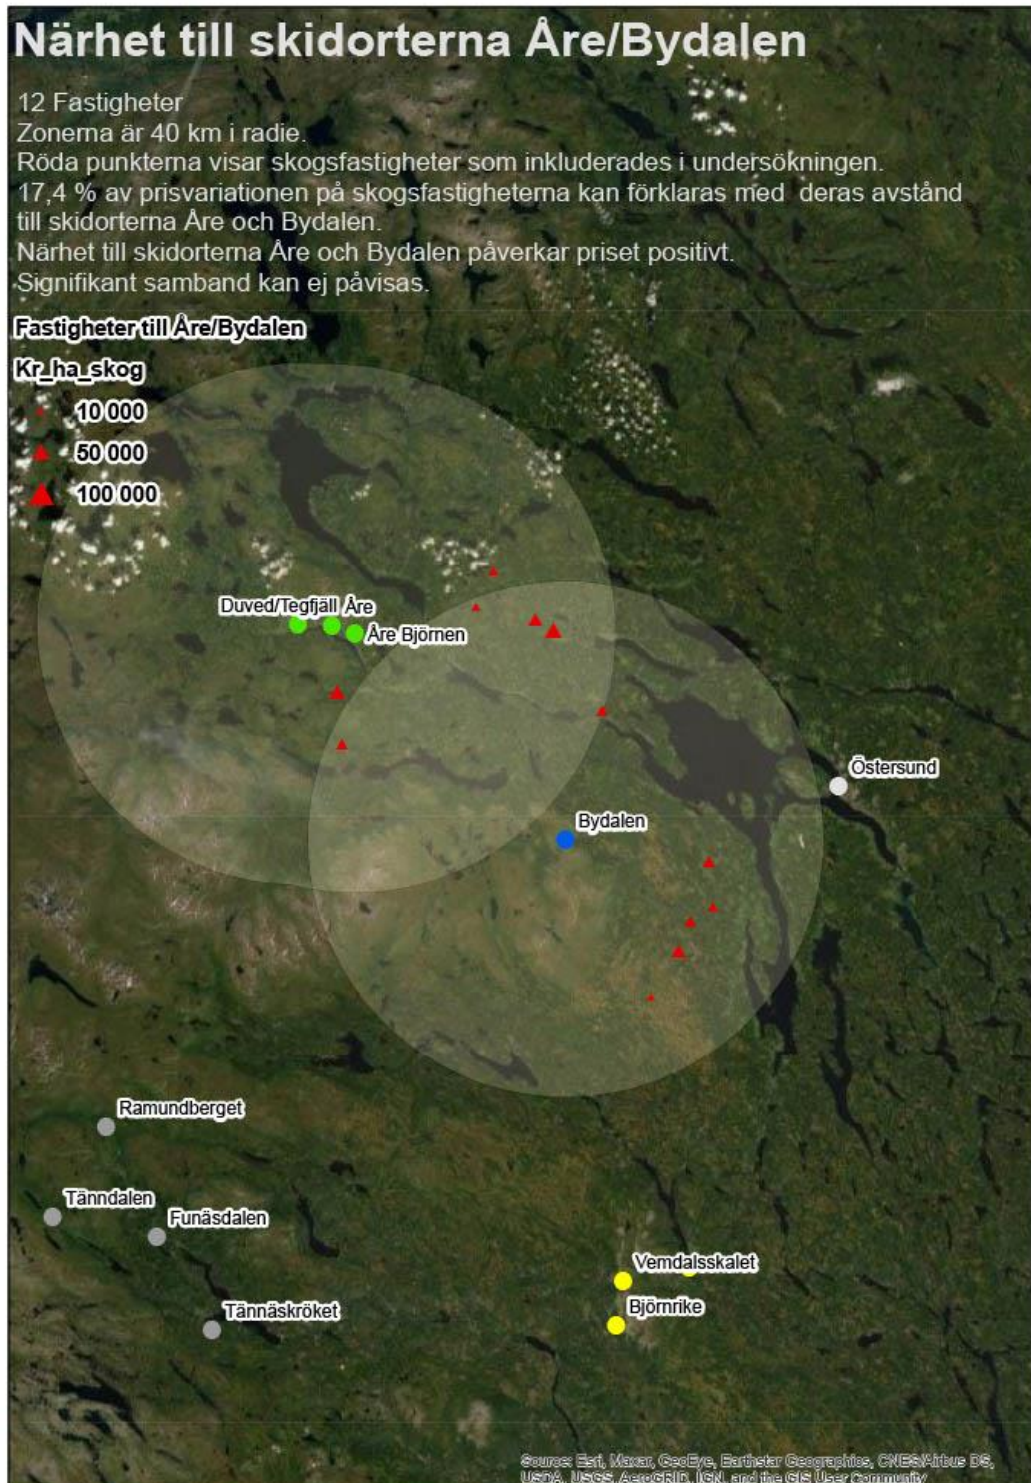 Närhet till skidorterna Åre/Bydalen
12 Fastigheter
Zonerna är 40 km i radie.
Röda punkterna visar skogsfastigheter som inkluderades i undersökningen.
17,4 % av prisvariationen på skogsfastigheterna kan förklaras med deras avstånd
till skidorterna Åre och Bydalen.
Närhet till skidorterna Åre och Bydalen påverkar priset positivt.
Signifikant samband kan ej påvisas.
Fastigheter till Åre/Bydalen
Kr_ha_skog
10 000
50 000
100 000
Duved/Tegfjäll Åre
Åre Björnen
Östersund
Bydalen
Ramundberget
Tänndalen
Funäsdalen
Vemdalsskalet
Björnrike
Tännäskröket
Source: Esri, Maxar, GeoEye, Earthstar Geographics, CNES/Airbus DS,
USDA, USGS, AeroGRID, IGN, and the GIS User Community